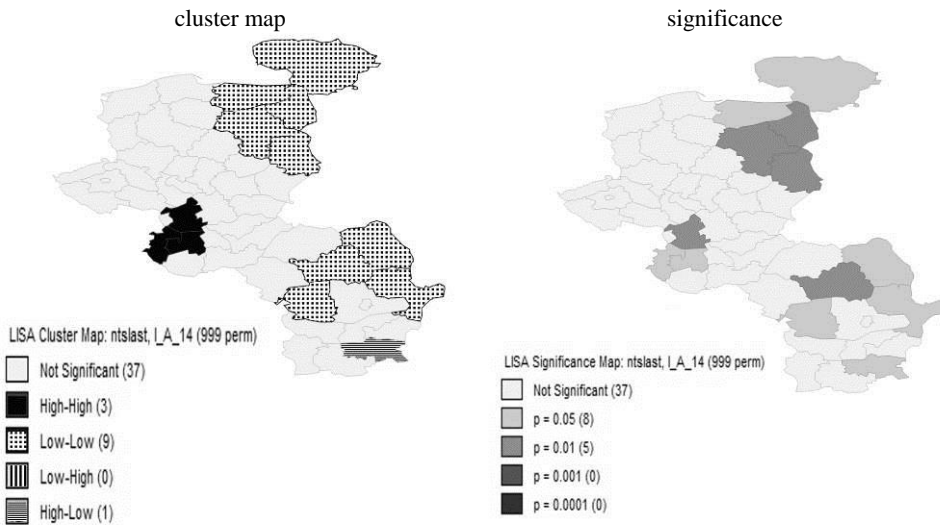 cluster map
significance
LISA Cluster Map: ntslast, I_A_14 (999 perm)
Not Significant (37)
High-High (3)
Low-Low (9)
Low-High (0)
High-Low (1)
LISA Significance Map: ntslast, I_A_14 (999 perm)
Not Significant (37)
p = 0.05 (8)
p = 0.01 (5)
p = 0.001 (0)
p = 0.0001 (0)